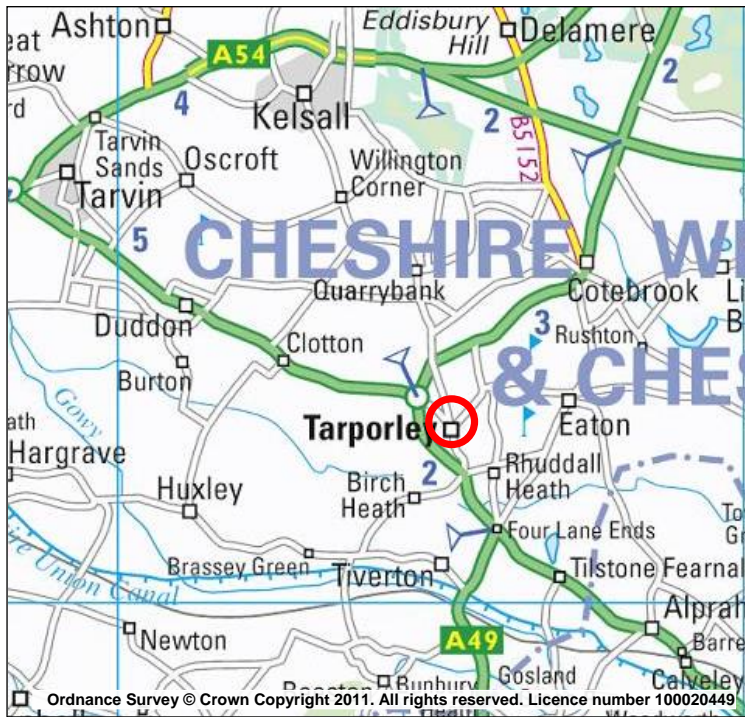 Ashton
Eddisbury
Hill
Delamere
eat
rrow
rd
A54
2
4
Kelsall
2
B5152
Tarvin
Sands
Oscroft
Willington
Corner
Tarvin
5
CHESHIRE W
Quarrybank
Cotebrook
Li
B
Duddon
3
Rushton
Clotton
& CHES
Burton
Gowy
Tarporley
Eaton
ath
Hargrave
2
Rhuddall
Heath
Birch
Heath
Huxley
To
Gr
Four Lane Ends
Brassey Green
Tiverton
Tilstone Fearnal
ire Union Canal
Alprah
Newton
A49
Barre
Gosland
Calveley
Bunbury
Heath
Ordnance Survey © Crown Copyright 2011. All rights reserved. Licence number 100020449